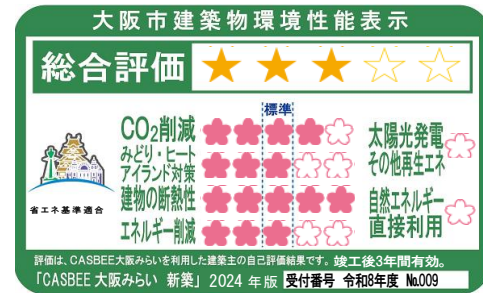 大阪市建築物環境性能表示
総合評価
標準
CO₂削減
みどり・ヒート
アイランド対策
建物の断熱性
エネルギー削減
太陽光発電
その他再生エネ
自然エネルギー
直接利用
省エネ基準適合
評価は、CASBEE大阪みらいを利用した建築主の自己評価結果です。竣工後3年間有効。
「CASBEE大阪みらい 新築」2024年版 受付番号 令和8年度 №009